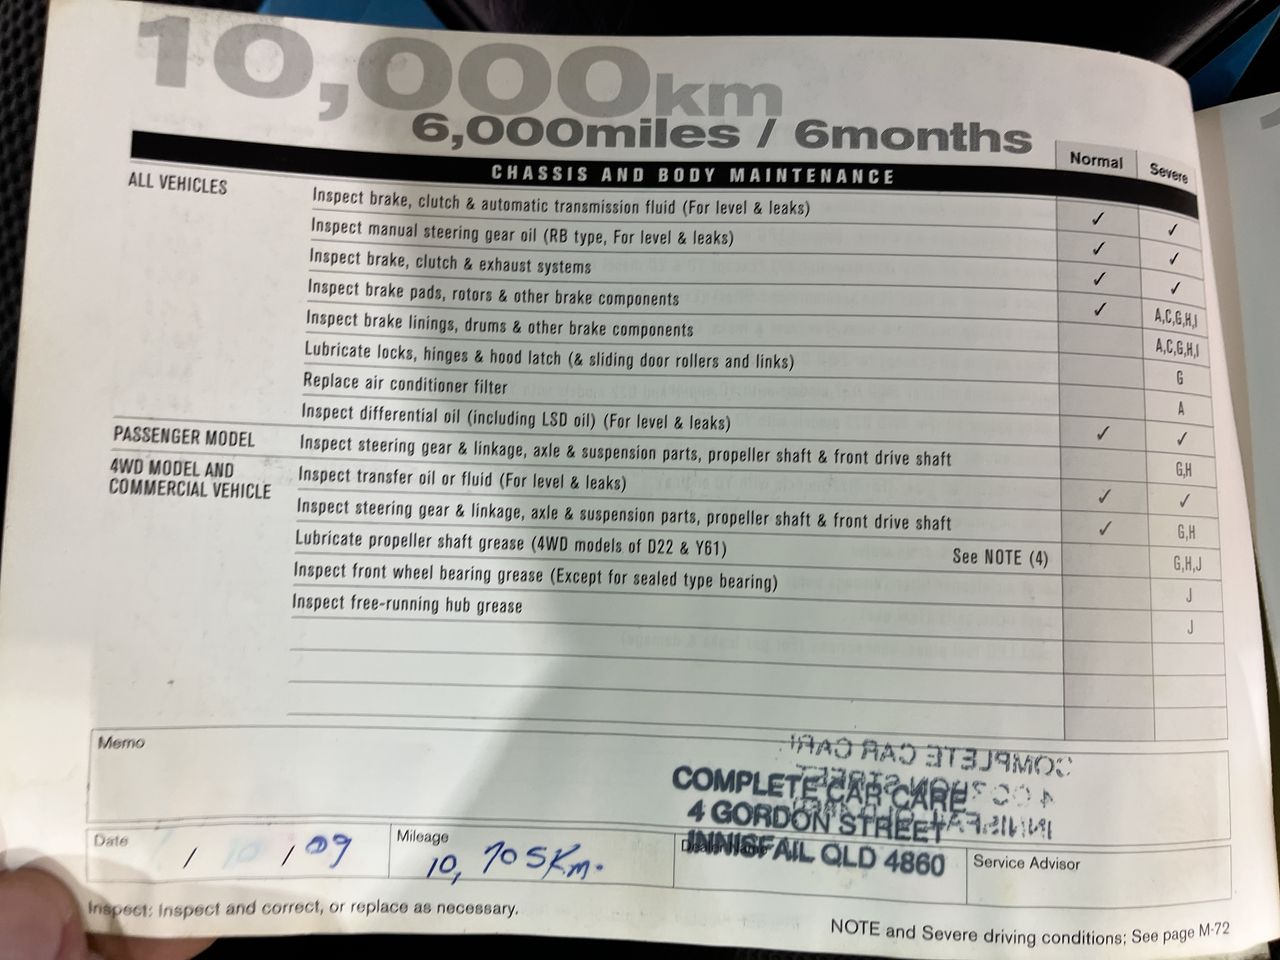 10,000km
6,000miles / 6months
Normal
Severe
CHASSIS AND BODY MAINTENANCE
ALL VEHICLES
Inspect brake, clutch & automatic transmission fluid (For level & leaks) ✓ ✓
Inspect manual steering gear oil (RB type, For level & leaks) ✓ ✓
Inspect brake, clutch & exhaust systems ✓ ✓
Inspect brake pads, rotors & other brake components ✓ A,C,G,H,I
Inspect brake linings, drums & other brake components A,C,G,H,I
Lubricate locks, hinges & hood latch (& sliding door rollers and links) G
Replace air conditioner filter A
Inspect differential oil (including LSD oil) (For level & leaks) ✓ ✓
PASSENGER MODEL
Inspect steering gear & linkage, axle & suspension parts, propeller shaft & front drive shaft G,H
4WD MODEL AND
COMMERCIAL VEHICLE
Inspect transfer oil or fluid (For level & leaks) ✓ ✓
Inspect steering gear & linkage, axle & suspension parts, propeller shaft & front drive shaft ✓ G,H
Lubricate propeller shaft grease (4WD models of D22 & Y61) See NOTE (4) G,H,J
Inspect front wheel bearing grease (Except for sealed type bearing) J
Inspect free-running hub grease J
Memo
COMPLETE CAR CARE
4 GORDON STREET
INNISFAIL QLD 4860
Date
/ 10 / 09
Mileage
10,705Km.
Service Advisor
Inspect: Inspect and correct, or replace as necessary.
NOTE and Severe driving conditions; See page M-72